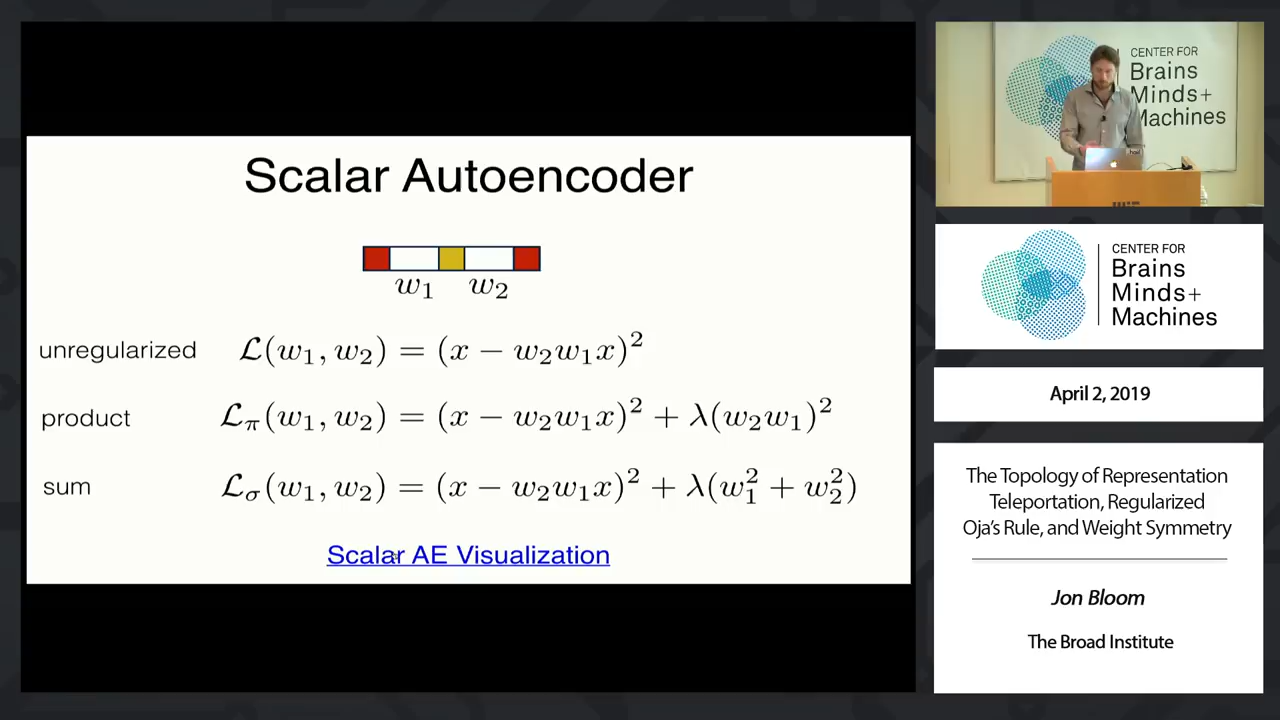 Scalar Autoencoder
w₁ w₂
unregularized ℒ(w₁, w₂) = (x − w₂w₁x)²
product ℒπ(w₁, w₂) = (x − w₂w₁x)² + λ(w₂w₁)²
sum ℒσ(w₁, w₂) = (x − w₂w₁x)² + λ(w₁² + w₂²)
Scalar AE Visualization
CENTER FOR
Brains
Minds+
Machines
CENTER FOR
Brains
Minds+
Machines
April 2, 2019
The Topology of Representation
Teleportation, Regularized
Oja's Rule, and Weight Symmetry
Jon Bloom
The Broad Institute